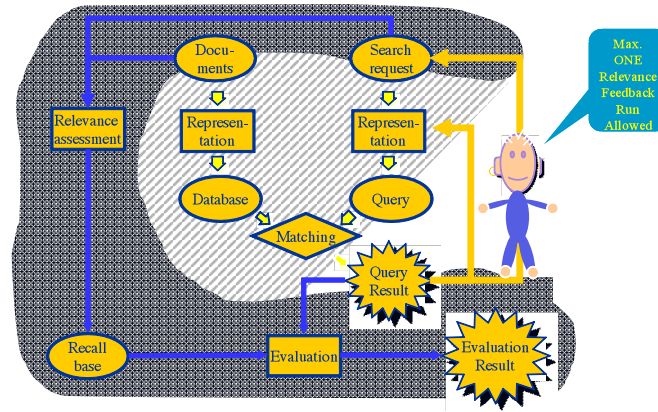 Docu-
ments
Search
request
Max.
ONE
Relevance
Feedback
Run
Allowed
Relevance
assessment
Represen-
tation
Represen-
tation
Database
Query
Matching
Query
Result
Recall
base
Evaluation
Evaluation
Result